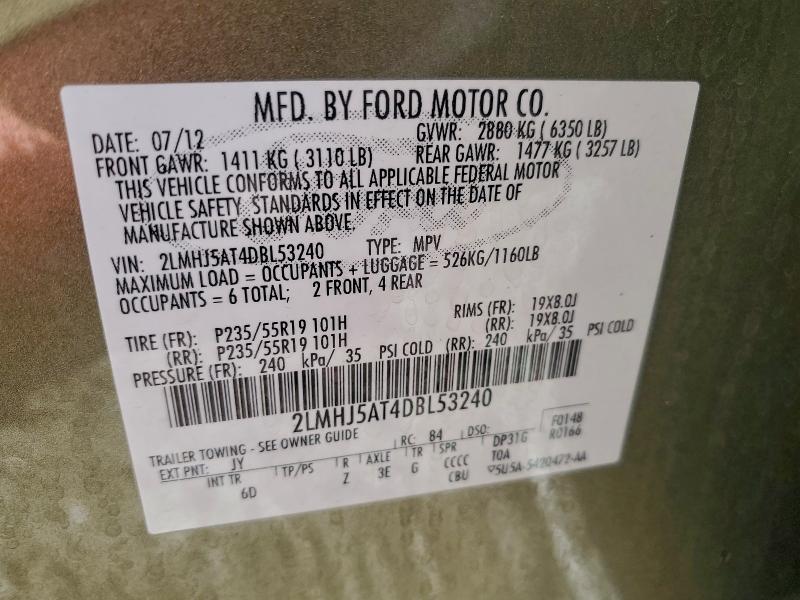 MFD. BY FORD MOTOR CO.
DATE: 07/12 GVWR: 2880 KG ( 6350 LB)
FRONT GAWR: 1411 KG ( 3110 LB) REAR GAWR: 1477 KG ( 3257 LB)
THIS VEHICLE CONFORMS TO ALL APPLICABLE FEDERAL MOTOR
VEHICLE SAFETY STANDARDS IN EFFECT ON THE DATE OF
MANUFACTURE SHOWN ABOVE.
VIN: 2LMHJ5AT4DBL53240 TYPE: MPV
MAXIMUM LOAD = OCCUPANTS + LUGGAGE = 526KG/1160LB
OCCUPANTS = 6 TOTAL; 2 FRONT, 4 REAR
TIRE (FR): P235/55R19 101H RIMS (FR): 19X8.0J
(RR): P235/55R19 101H (RR): 19X8.0J
PRESSURE (FR): 240 kPa/ 35 PSI COLD (RR): 240 kPa/ 35 PSI COLD
2LMHJ5AT4DBL53240
TRAILER TOWING - SEE OWNER GUIDE RC: 84 DSO: F0148
R0166
EXT PNT: JY INT TR TP/PS R AXLE TR SPR DP31G
6D Z 3E G CCCC TOA
CBU 5U5A-5420472-AA